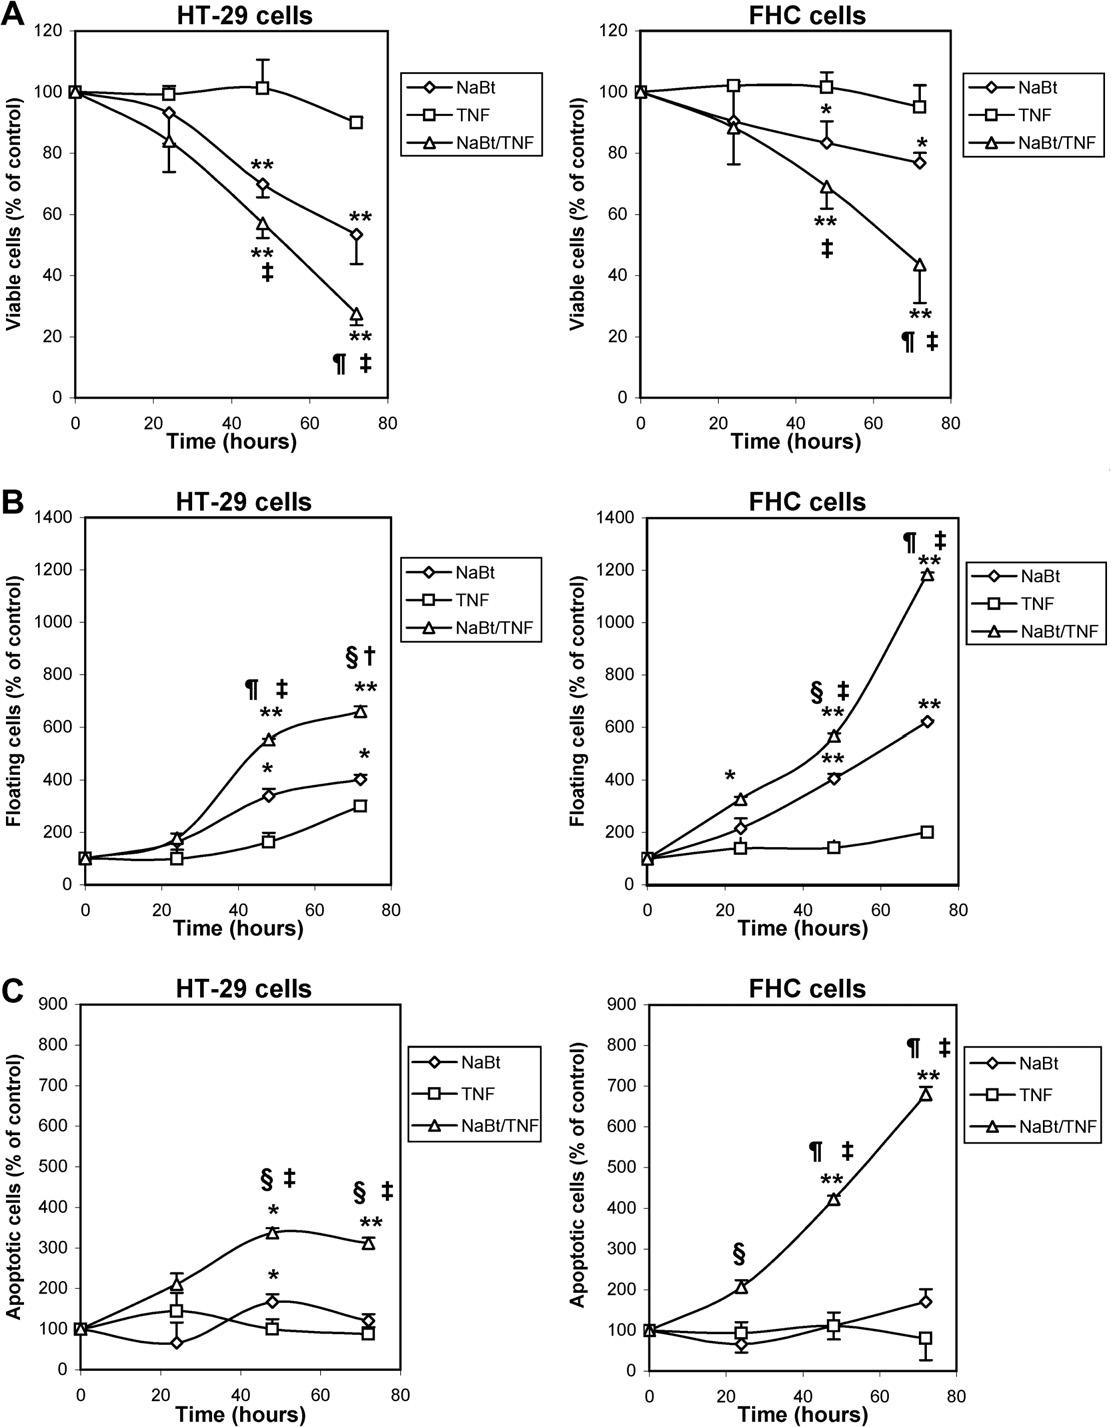 A
HT-29 cells
Viable cells (% of control)
120
100
80
60
40
20
0
**
**
**
‡
**
¶ ‡
0 20 40 60 80
Time (hours)
NaBt
TNF
NaBt/TNF
FHC cells
Viable cells (% of control)
120
100
80
60
40
20
0
*
*
**
‡
**
¶ ‡
0 20 40 60 80
Time (hours)
NaBt
TNF
NaBt/TNF
B
HT-29 cells
Floating cells (% of control)
1400
1200
1000
800
600
400
200
0
§ †
¶ ‡
**
**
*
*
0 20 40 60 80
Time (hours)
NaBt
TNF
NaBt/TNF
FHC cells
Floating cells (% of control)
1400
1200
1000
800
600
400
200
0
¶ ‡
**
§ ‡
**
**
**
*
0 20 40 60 80
Time (hours)
NaBt
TNF
NaBt/TNF
C
HT-29 cells
Apoptotic cells (% of control)
900
800
700
600
500
400
300
200
100
0
§ ‡
§ ‡
*
**
*
0 20 40 60 80
Time (hours)
NaBt
TNF
NaBt/TNF
FHC cells
Apoptotic cells (% of control)
900
800
700
600
500
400
300
200
100
0
¶ ‡
**
¶ ‡
**
§
0 20 40 60 80
Time (hours)
NaBt
TNF
NaBt/TNF